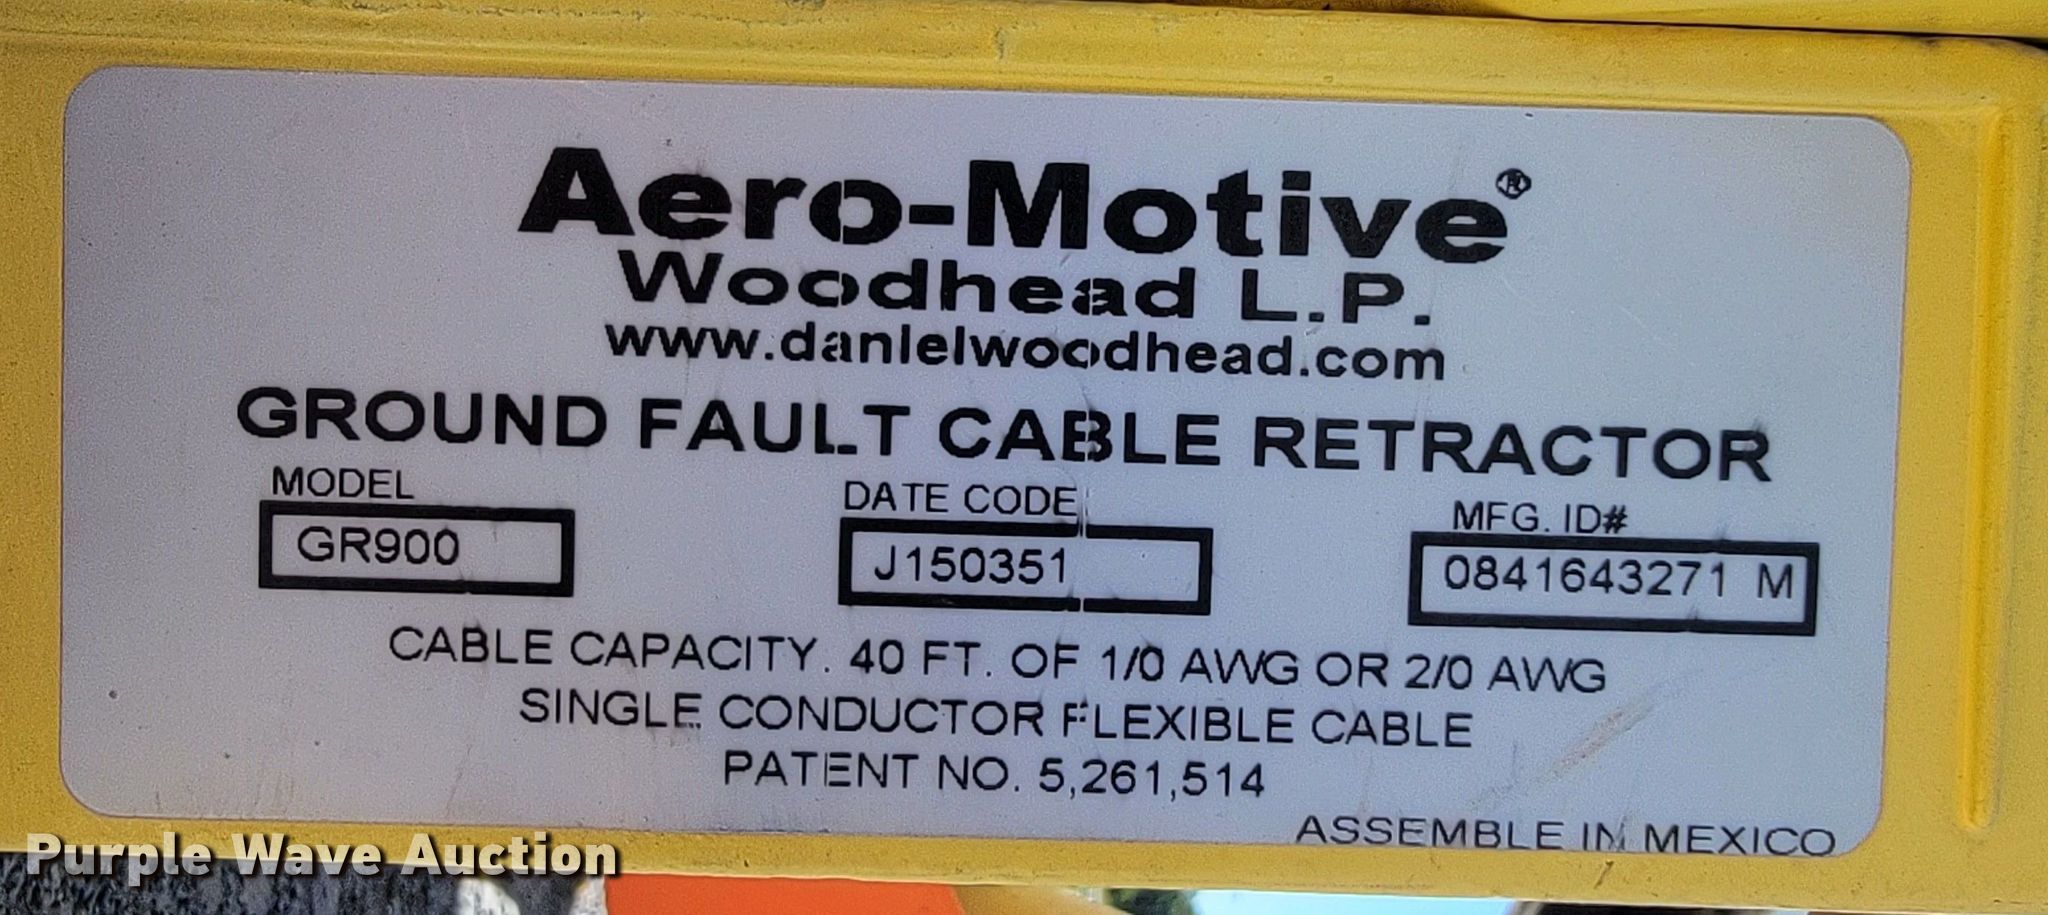 Aero-Motive®
Woodhead L.P.
www.danielwoodhead.com
GROUND FAULT CABLE RETRACTOR
MODEL DATE CODE MFG. ID#
GR900 J150351 0841643271 M
CABLE CAPACITY. 40 FT. OF 1/0 AWG OR 2/0 AWG
SINGLE CONDUCTOR FLEXIBLE CABLE
PATENT NO. 5,261,514
ASSEMBLE IN MEXICO
Purple Wave Auction